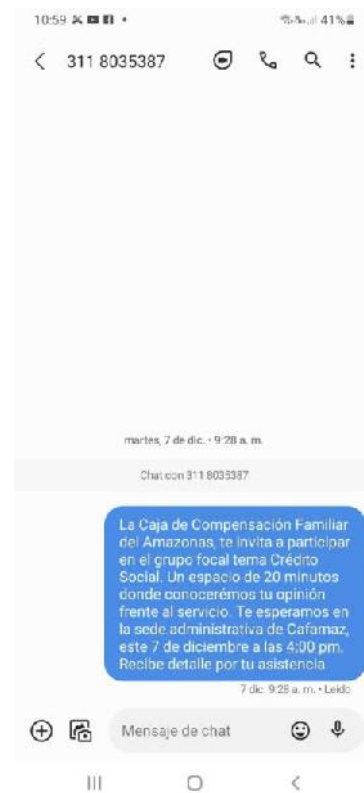 10:59
41%
311 8035387
martes, 7 de dic. • 9:28 a. m.
Chat con 311 8035387
La Caja de Compensación Familiar
del Amazonas, te invita a participar
en el grupo focal tema Crédito
Social. Un espacio de 20 minutos
donde conocerémos tu opinión
frente al servicio. Te esperamos en
la sede administrativa de Cafamaz,
este 7 de diciembre a las 4:00 pm.
Recibe detalle por tu asistencia
7 dic. 9:28 a. m. • Leído
Mensaje de chat